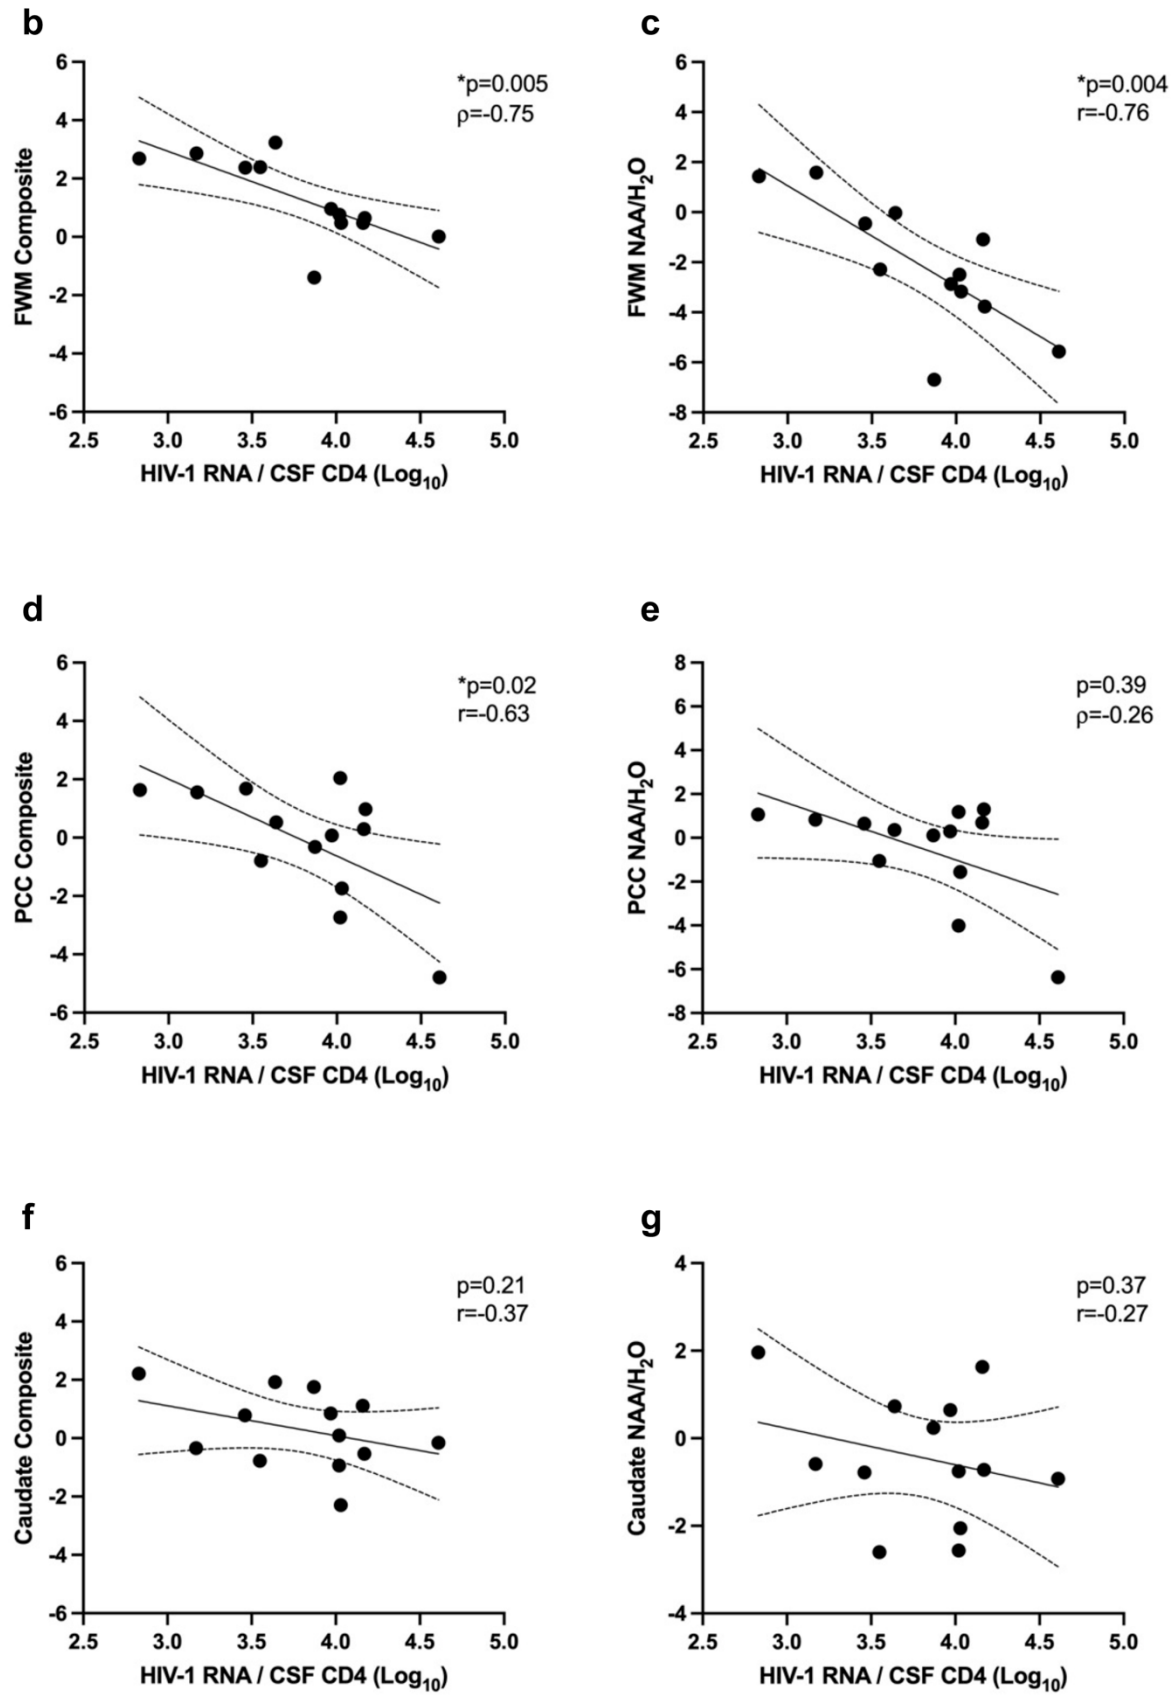 b
*p=0.005
ρ=-0.75
FWM Composite
6
4
2
0
-2
-4
-6
2.5 3.0 3.5 4.0 4.5 5.0
HIV-1 RNA / CSF CD4 (Log10)
c
*p=0.004
r=-0.76
FWM NAA/H2O
6
4
2
0
-2
-4
-6
-8
2.5 3.0 3.5 4.0 4.5 5.0
HIV-1 RNA / CSF CD4 (Log10)
d
*p=0.02
r=-0.63
PCC Composite
6
4
2
0
-2
-4
-6
2.5 3.0 3.5 4.0 4.5 5.0
HIV-1 RNA / CSF CD4 (Log10)
e
p=0.39
ρ=-0.26
PCC NAA/H2O
8
6
4
2
0
-2
-4
-6
-8
2.5 3.0 3.5 4.0 4.5 5.0
HIV-1 RNA / CSF CD4 (Log10)
f
p=0.21
r=-0.37
Caudate Composite
6
4
2
0
-2
-4
-6
2.5 3.0 3.5 4.0 4.5 5.0
HIV-1 RNA / CSF CD4 (Log10)
g
p=0.37
r=-0.27
Caudate NAA/H2O
4
2
0
-2
-4
2.5 3.0 3.5 4.0 4.5 5.0
HIV-1 RNA / CSF CD4 (Log10)